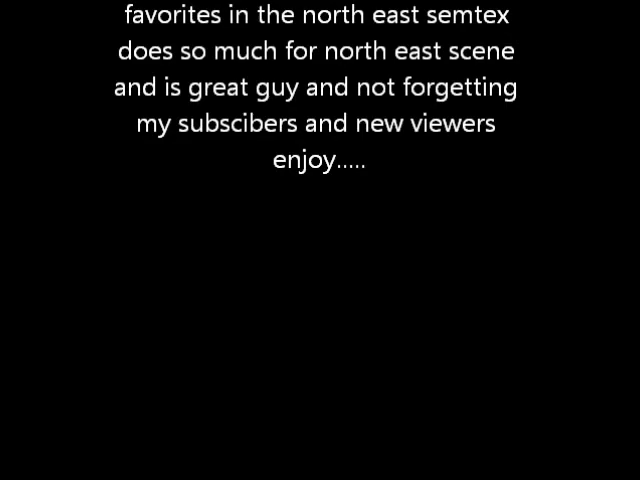 favorites in the north east semtex
does so much for north east scene
and is great guy and not forgetting
my subscibers and new viewers
enjoy.....